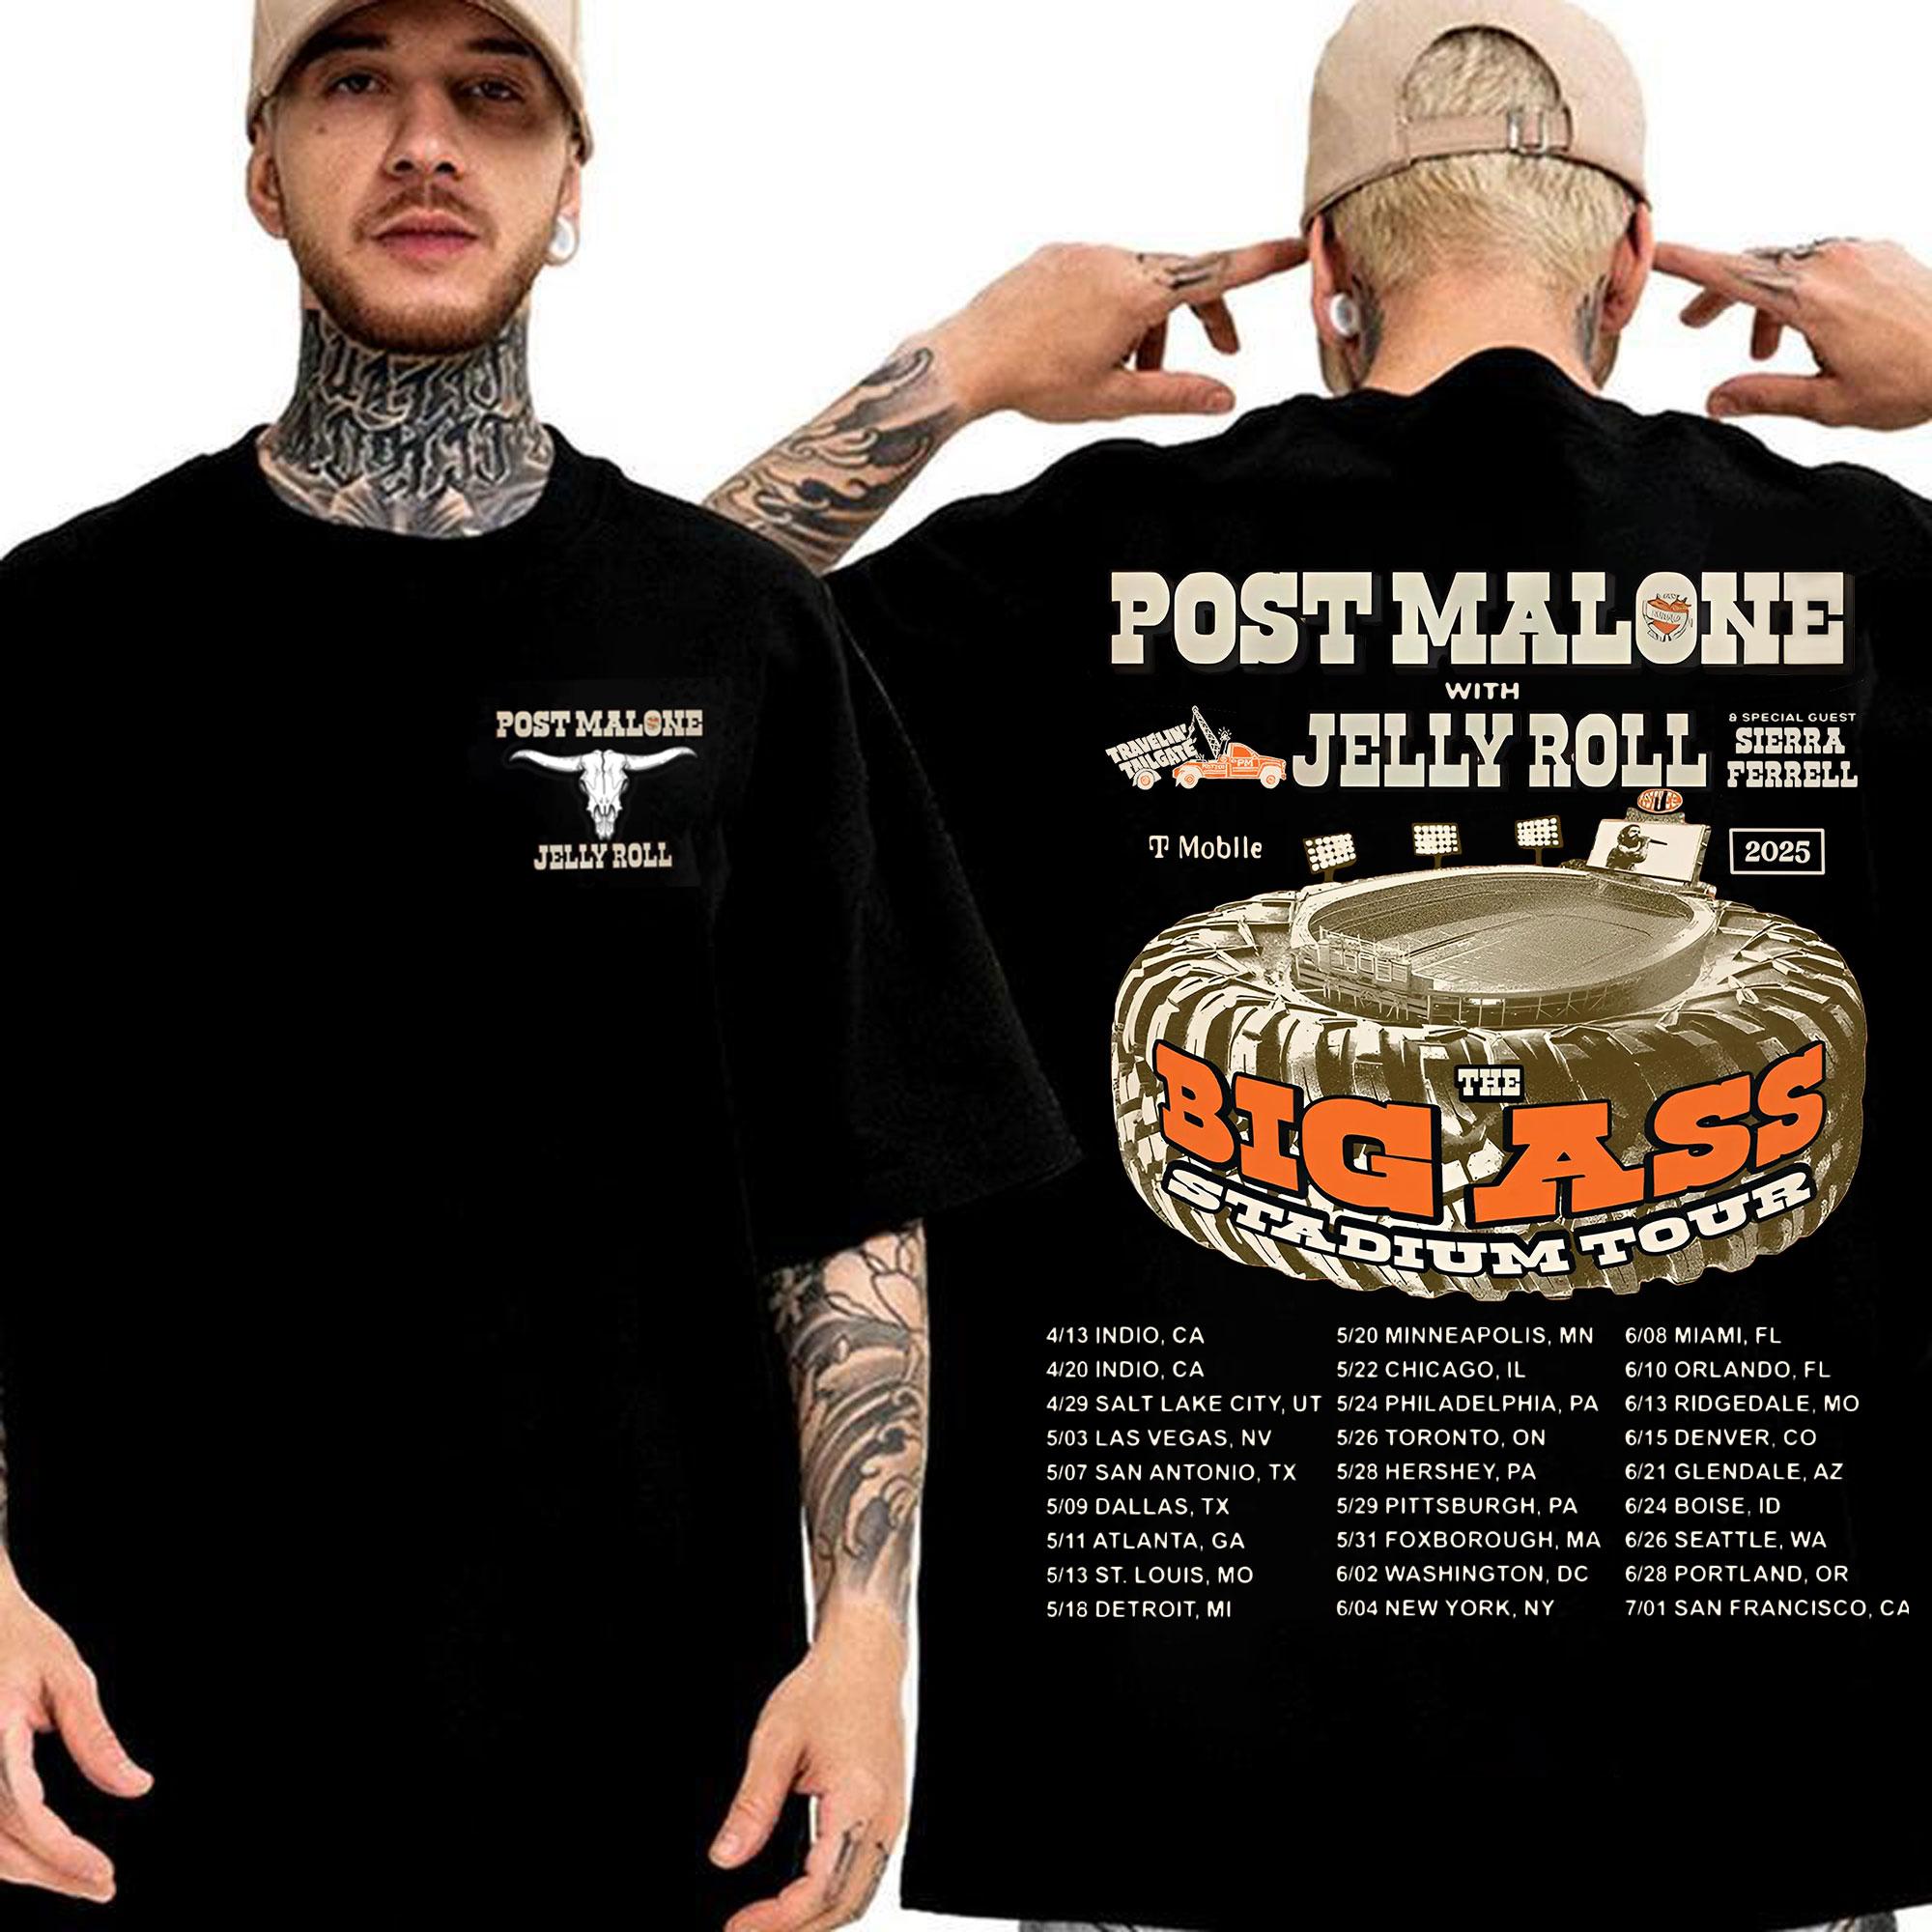 POST MALONE
JELLY ROLL
POST MALONE
WITH
TRAVELIN'
TAILGATE
PM
JELLY ROLL
& SPECIAL GUEST
SIERRA
FERRELL
T Mobile
2025
THE
BIG ASS
STADIUM TOUR
4/13 INDIO, CA
4/20 INDIO, CA
4/29 SALT LAKE CITY, UT
5/03 LAS VEGAS, NV
5/07 SAN ANTONIO, TX
5/09 DALLAS, TX
5/11 ATLANTA, GA
5/13 ST. LOUIS, MO
5/18 DETROIT, MI
5/20 MINNEAPOLIS, MN
5/22 CHICAGO, IL
5/24 PHILADELPHIA, PA
5/26 TORONTO, ON
5/28 HERSHEY, PA
5/29 PITTSBURGH, PA
5/31 FOXBOROUGH, MA
6/02 WASHINGTON, DC
6/04 NEW YORK, NY
6/08 MIAMI, FL
6/10 ORLANDO, FL
6/13 RIDGEDALE, MO
6/15 DENVER, CO
6/21 GLENDALE, AZ
6/24 BOISE, ID
6/26 SEATTLE, WA
6/28 PORTLAND, OR
7/01 SAN FRANCISCO, CA